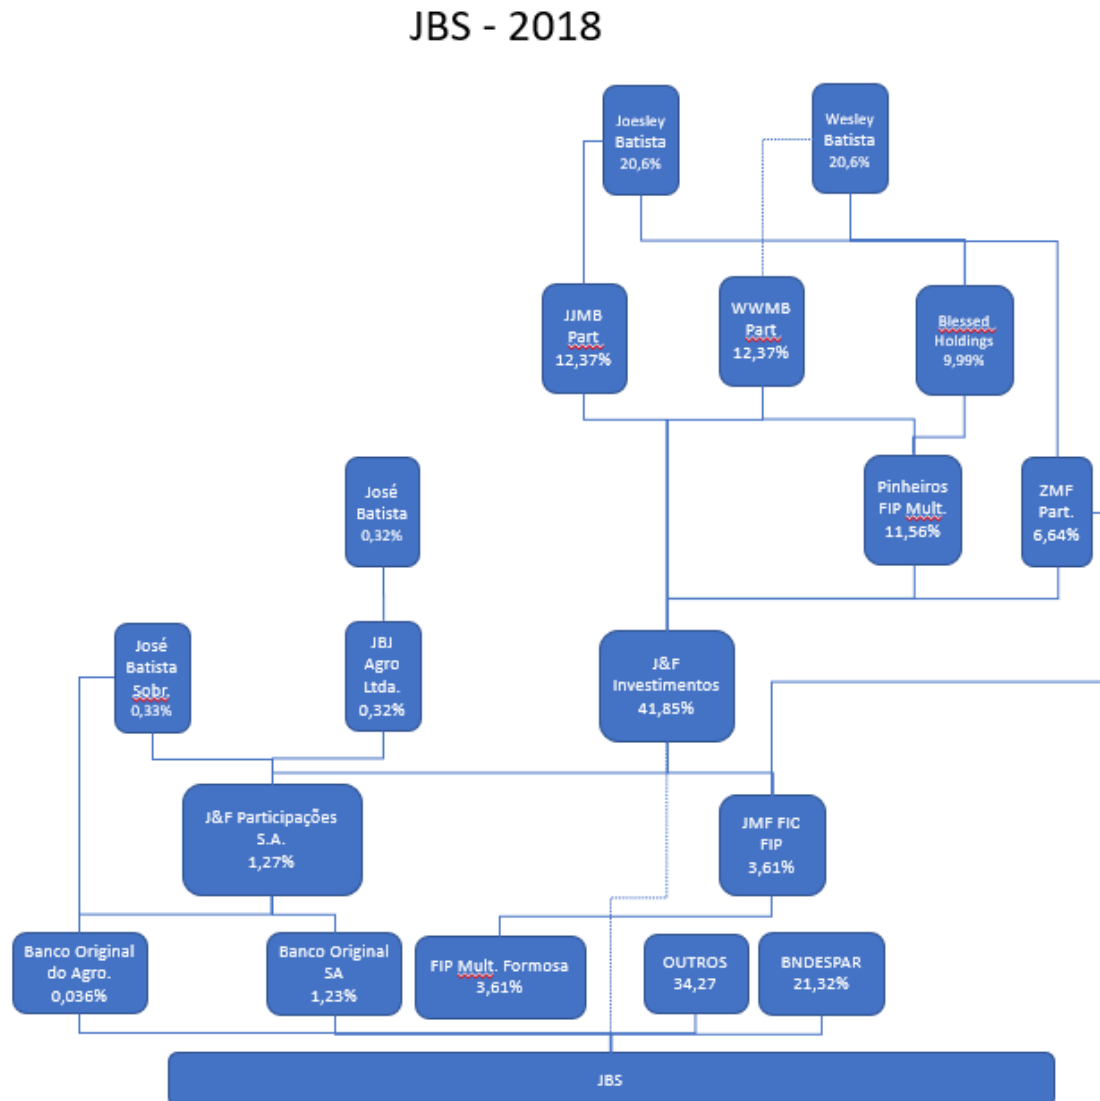 JBS - 2018
Joesley
Batista
20,6%
Wesley
Batista
20,6%
JJMB
Part
12,37%
WWMB
Part
12,37%
Blessed
Holdings
9,99%
José
Batista
0,32%
Pinheiros
FIP Mult.
11,56%
ZMF
Part.
6,64%
José
Batista
Sobr.
0,33%
JBJ
Agro
Ltda.
0,32%
J&F
Investimentos
41,85%
J&F Participações
S.A.
1,27%
JMF FIC
FIP
3,61%
Banco Original
do Agro.
0,036%
Banco Original
SA
1,23%
FIP Mult. Formosa
3,61%
OUTROS
34,27
BNDESPAR
21,32%
JBS